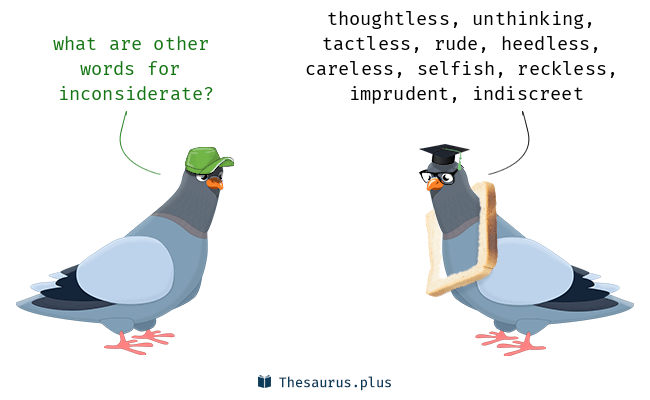 what are other
words for
inconsiderate?
thoughtless, unthinking,
tactless, rude, heedless,
careless, selfish, reckless,
imprudent, indiscreet
Thesaurus.plus